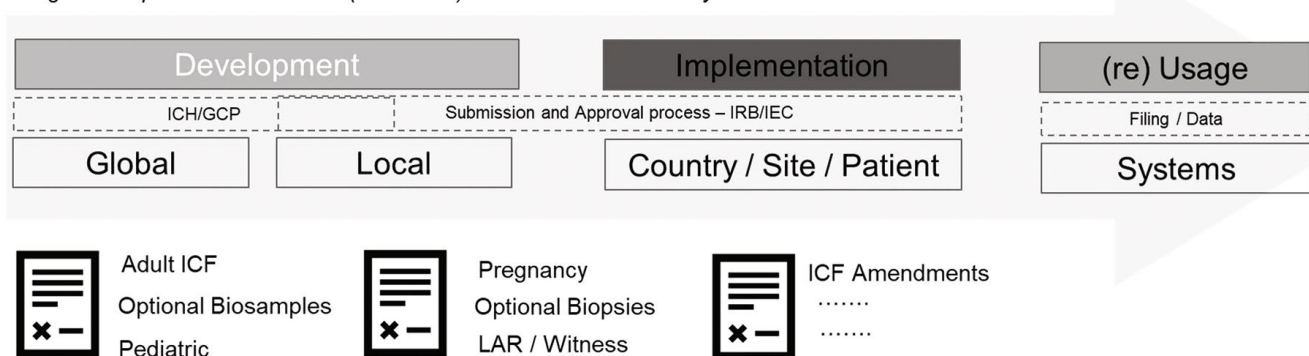 Development
Implementation
(re) Usage
ICH/GCP
Submission and Approval process – IRB/IEC
Filing / Data
Global
Local
Country / Site / Patient
Systems
Adult ICF
Optional Biosamples
Pediatric
Pregnancy
Optional Biopsies
LAR / Witness
ICF Amendments
.......
.......